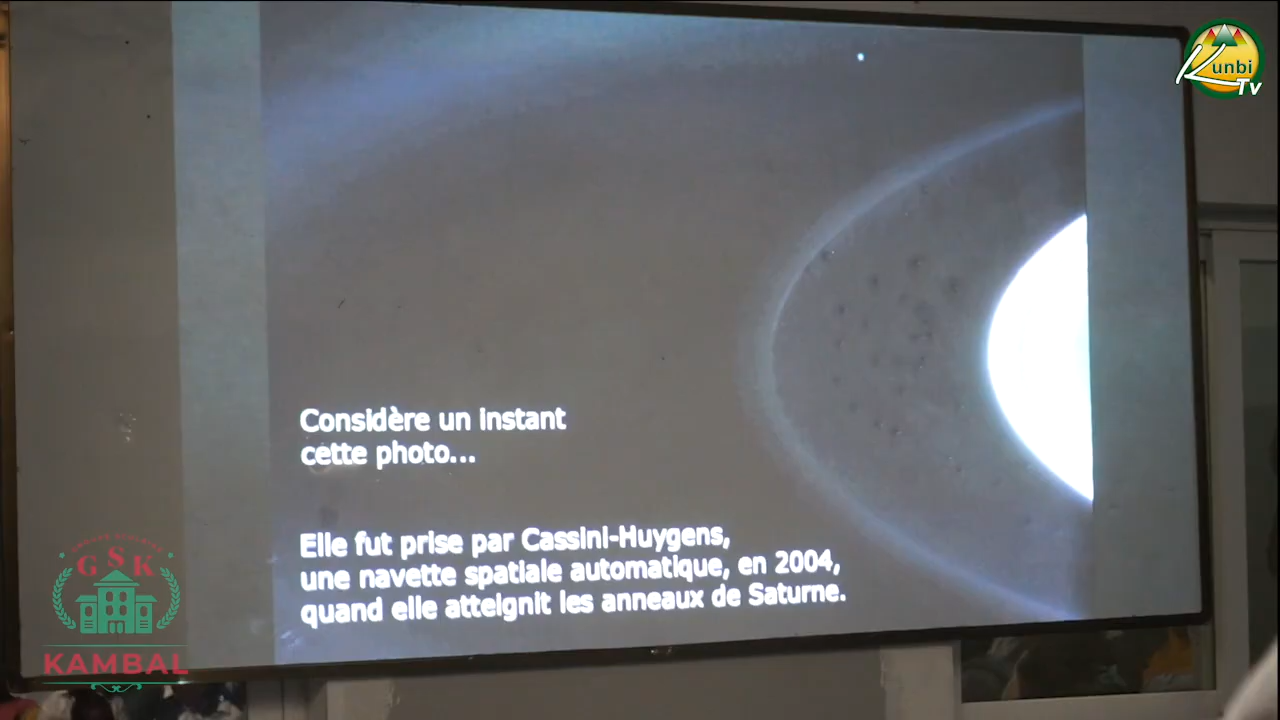 Kunbi
Tv
Considère un instant
cette photo...
Elle fut prise par Cassini-Huygens,
une navette spatiale automatique, en 2004,
quand elle atteignit les anneaux de Saturne.
GSK
KAMBAL